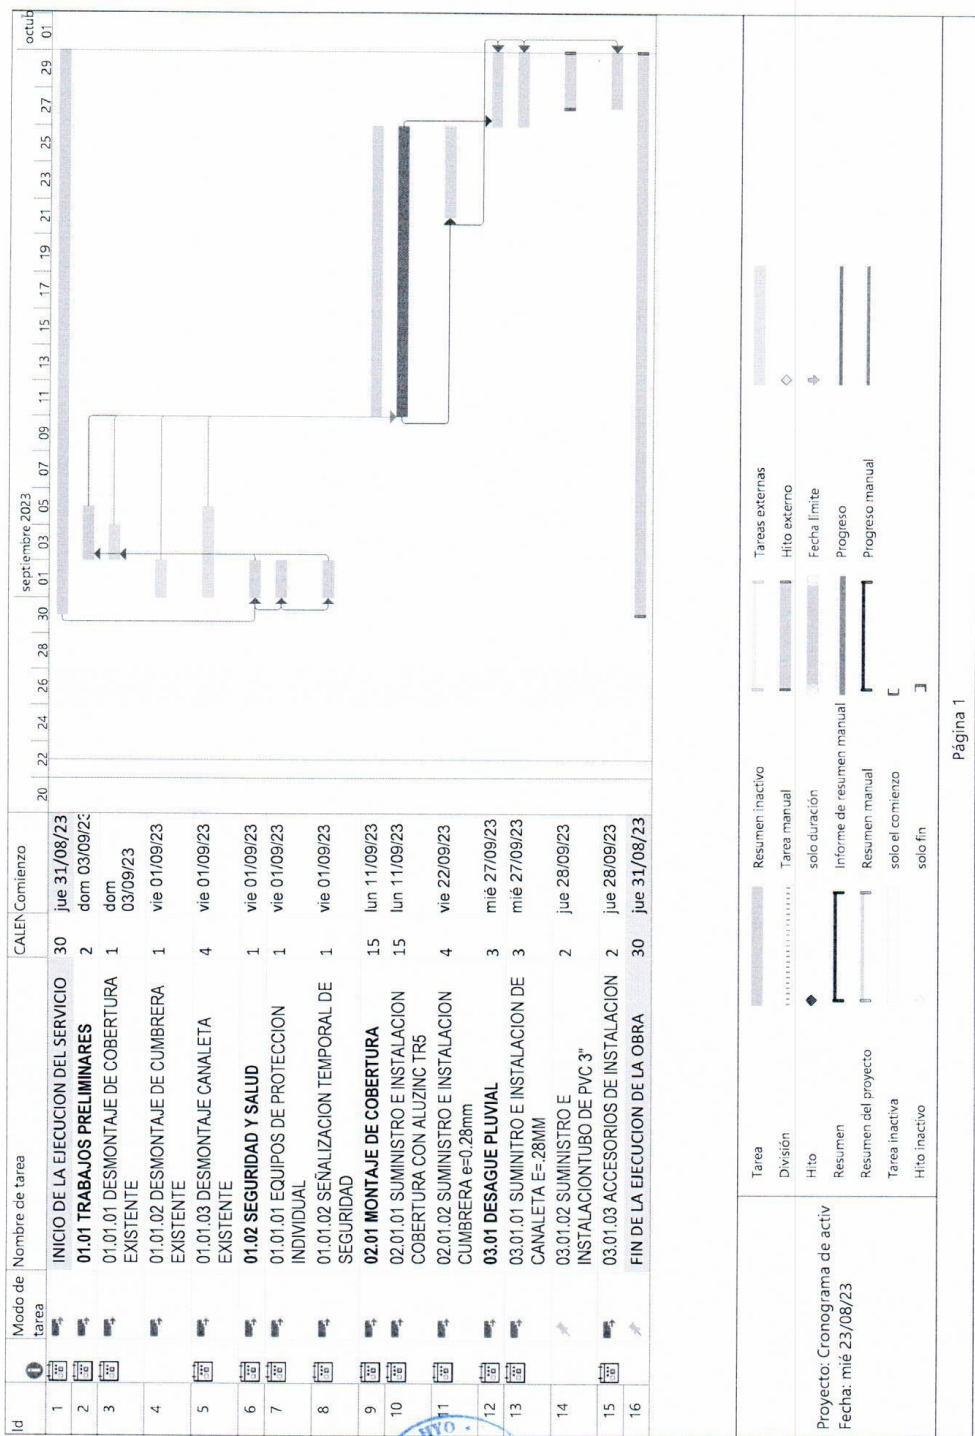 Id
Modo de tarea
Nombre de tarea
CALEN
Comienzo
septiembre 2023
octub
20 22 24 26 28 30 01 03 05 07 09 11 13 15 17 19 21 23 25 27 29 01
1 INICIO DE LA EJECUCION DEL SERVICIO 30 jue 31/08/23
2 01.01 TRABAJOS PRELIMINARES 2 dom 03/09/23
3 01.01.01 DESMONTAJE DE COBERTURA 1 dom
EXISTENTE 03/09/23
4 01.01.02 DESMONTAJE DE CUMBRERA 1 vie 01/09/23
EXISTENTE
5 01.01.03 DESMONTAJE CANALETA 4 vie 01/09/23
EXISTENTE
6 01.02 SEGURIDAD Y SALUD 1 vie 01/09/23
7 01.01.01 EQUIPOS DE PROTECCION 1 vie 01/09/23
INDIVIDUAL
8 01.01.02 SEÑALIZACION TEMPORAL DE 1 vie 01/09/23
SEGURIDAD
9 02.01 MONTAJE DE COBERTURA 15 lun 11/09/23
10 02.01.01 SUMINISTRO E INSTALACION 15 lun 11/09/23
COBERTURA CON ALUZINC TR5
11 02.01.02 SUMINISTRO E INSTALACION 4 vie 22/09/23
CUMBRERA e=0.28mm
12 03.01 DESAGUE PLUVIAL 3 mié 27/09/23
13 03.01.01 SUMINITRO E INSTALACION DE 3 mié 27/09/23
CANALETA E=.28MM
14 03.01.02 SUMINISTRO E 2 jue 28/09/23
INSTALACIONTUBO DE PVC 3"
15 03.01.03 ACCESORIOS DE INSTALACION 2 jue 28/09/23
16 FIN DE LA EJECUCION DE LA OBRA 30 jue 31/08/23
HYO
Proyecto: Cronograma de activ
Fecha: mié 23/08/23
Tarea
División
Hito
Resumen
Resumen del proyecto
Tarea inactiva
Hito inactivo
Resumen inactivo
Tarea manual
solo duración
Informe de resumen manual
Resumen manual
solo el comienzo
solo fin
Tareas externas
Hito externo
Fecha límite
Progreso
Progreso manual
Página 1